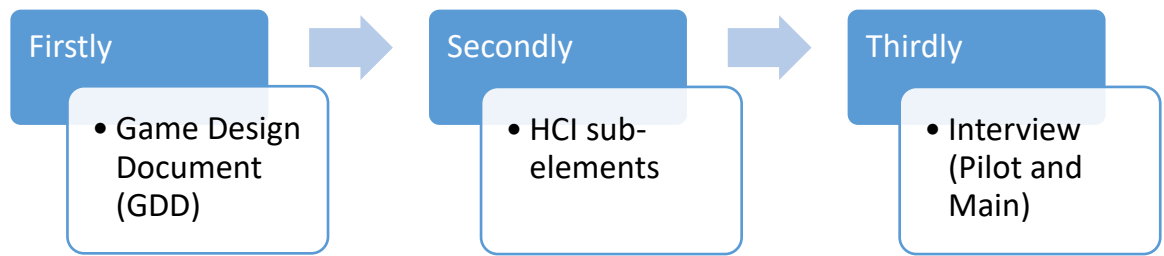 Firstly
• Game Design
Document
(GDD)
Secondly
• HCI sub-
elements
Thirdly
• Interview
(Pilot and
Main)